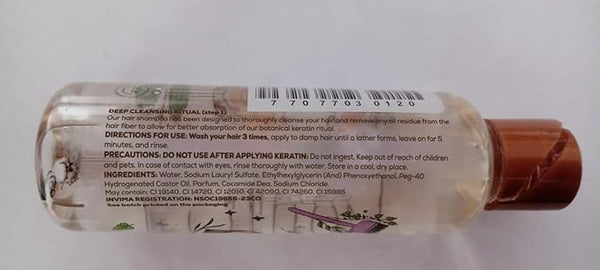 7 707703 0120
DEEP CLEANSING RITUAL (step 1)
Our hair shampoo has been designed to thoroughly cleanse your hair and remove any oil residue from the
hair fiber to allow for better absorption of our botanical keratin ritual.
DIRECTIONS FOR USE: Wash your hair 3 times, apply to damp hair until a lather forms, leave on for 5
minutes, and rinse.
PRECAUTIONS: DO NOT USE AFTER APPLYING KERATIN: Do not ingest. Keep out of reach of children
and pets. In case of contact with eyes, rinse thoroughly with water. Store in a cool, dry place.
INGREDIENTS: Water, Sodium Lauryl Sulfate, Ethylhexylglycerin (And) Phenoxyethanol, Peg-40
Hydrogenated Castor Oil, Parfum, Cocamide Dea, Sodium Chloride.
May contain: CI 19140, CI 14720, CI 12010, CI 42090, CI 74260, CI 15985
INVIMA REGISTRATION: NSOC19658-23CO
See batch printed on the packaging